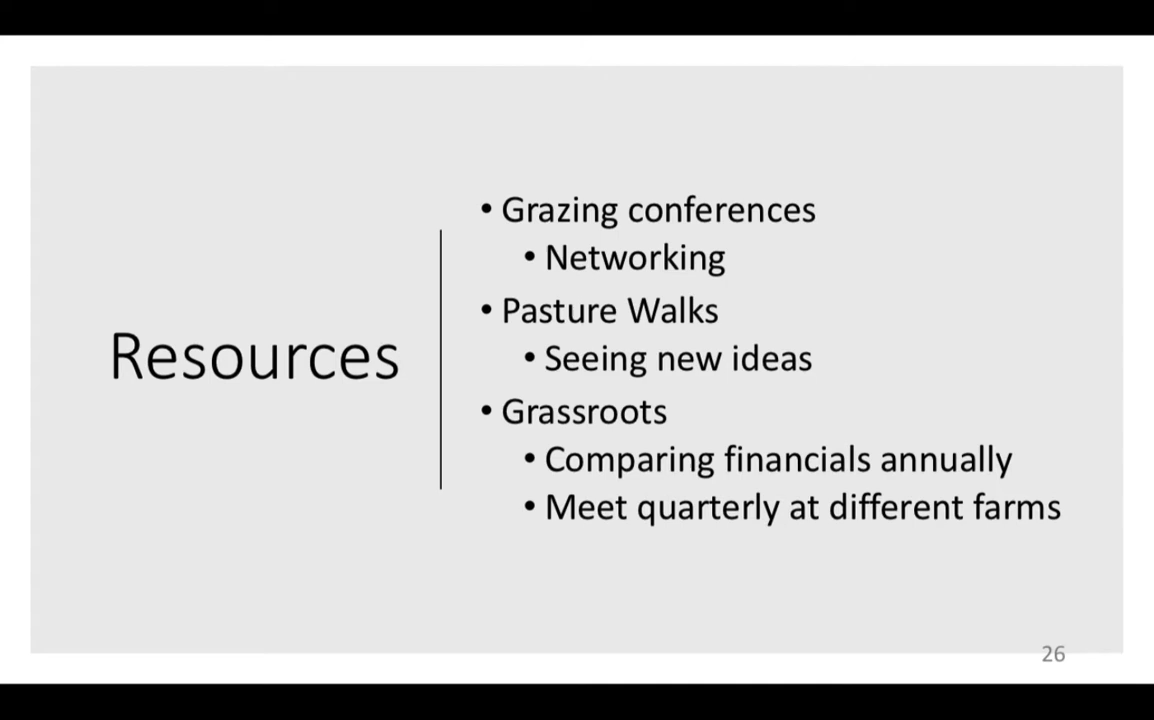 Resources
• Grazing conferences
• Networking
• Pasture Walks
• Seeing new ideas
• Grassroots
• Comparing financials annually
• Meet quarterly at different farms
26